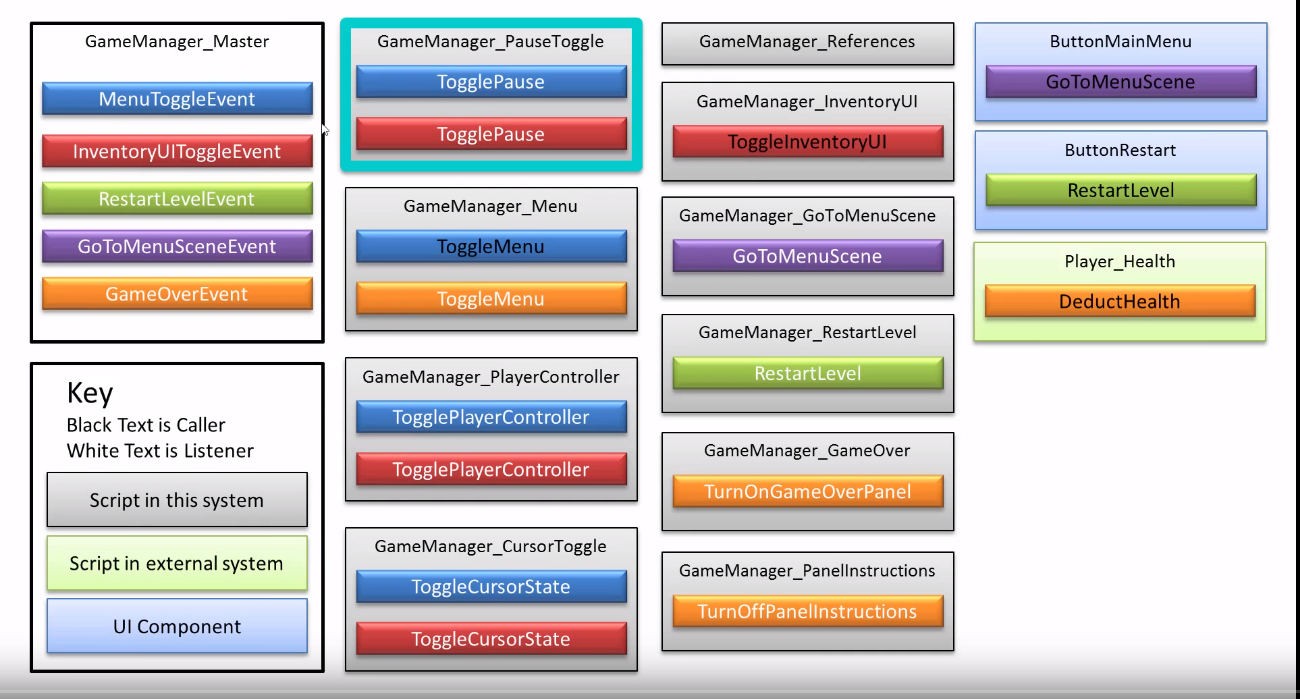 GameManager_Master
MenuToggleEvent
InventoryUIToggleEvent
RestartLevelEvent
GoToMenuSceneEvent
GameOverEvent
Key
Black Text is Caller
White Text is Listener
Script in this system
Script in external system
UI Component
GameManager_PauseToggle
TogglePause
TogglePause
GameManager_Menu
ToggleMenu
ToggleMenu
GameManager_PlayerController
TogglePlayerController
TogglePlayerController
GameManager_CursorToggle
ToggleCursorState
ToggleCursorState
GameManager_References
GameManager_InventoryUI
ToggleInventoryUI
GameManager_GoToMenuScene
GoToMenuScene
GameManager_RestartLevel
RestartLevel
GameManager_GameOver
TurnOnGameOverPanel
GameManager_PanelInstructions
TurnOffPanelInstructions
ButtonMainMenu
GoToMenuScene
ButtonRestart
RestartLevel
Player_Health
DeductHealth